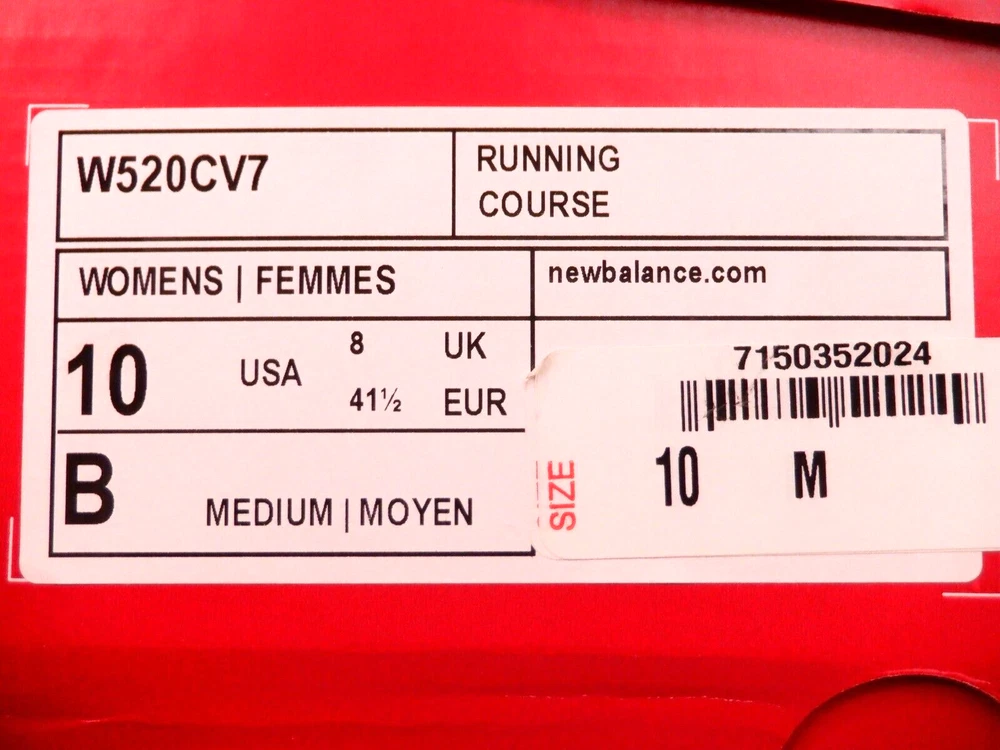 W520CV7
RUNNING
COURSE
WOMENS | FEMMES
newbalance.com
10 USA 8 UK
41½ EUR
B MEDIUM | MOYEN
7150352024
SIZE 10 M